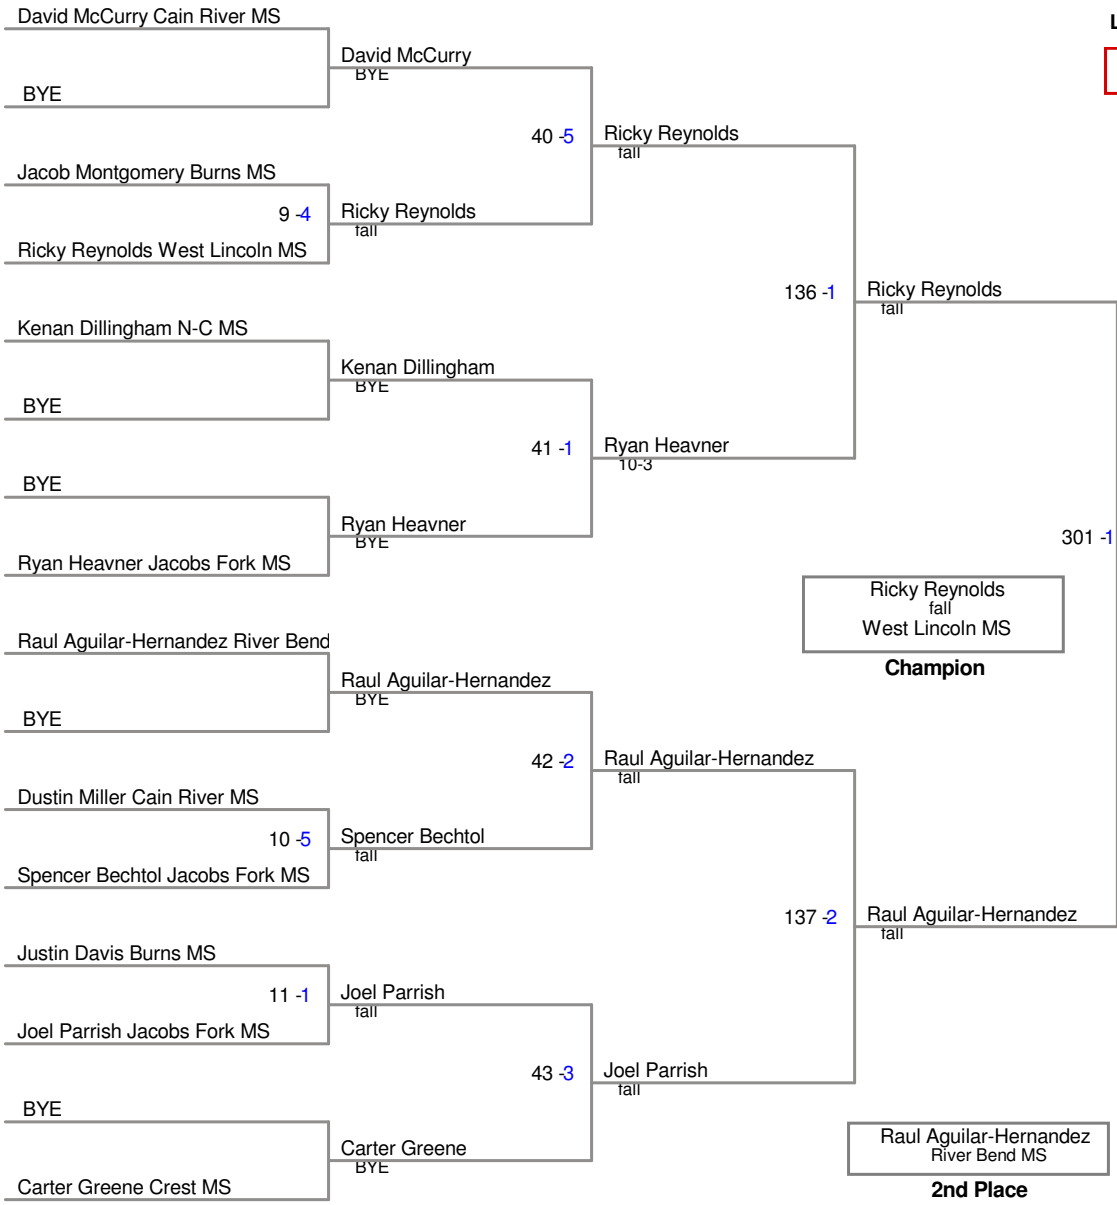 David McCurry Cain River MS
BYE
Jacob Montgomery Burns MS
9 -4
Ricky Reynolds West Lincoln MS
Kenan Dillingham N-C MS
BYE
BYE
Ryan Heavner Jacobs Fork MS
Raul Aguilar-Hernandez River Bend
BYE
Dustin Miller Cain River MS
10 -5
Spencer Bechtol Jacobs Fork MS
Justin Davis Burns MS
11 -1
Joel Parrish Jacobs Fork MS
BYE
Carter Greene Crest MS
David McCurry
BYE
40 -5
Ricky Reynolds
fall
Kenan Dillingham
BYE
41 -1
Ryan Heavner
BYE
Raul Aguilar-Hernandez
BYE
42 -2
Spencer Bechtol
fall
Joel Parrish
fall
43 -3
Carter Greene
BYE
Ricky Reynolds
fall
136 -1
Ryan Heavner
10-3
Raul Aguilar-Hernandez
fall
137 -2
Joel Parrish
fall
Ricky Reynolds
fall
301 -1
Raul Aguilar-Hernandez
fall
Ricky Reynolds
fall
West Lincoln MS
Champion
Raul Aguilar-Hernandez
River Bend MS
2nd Place